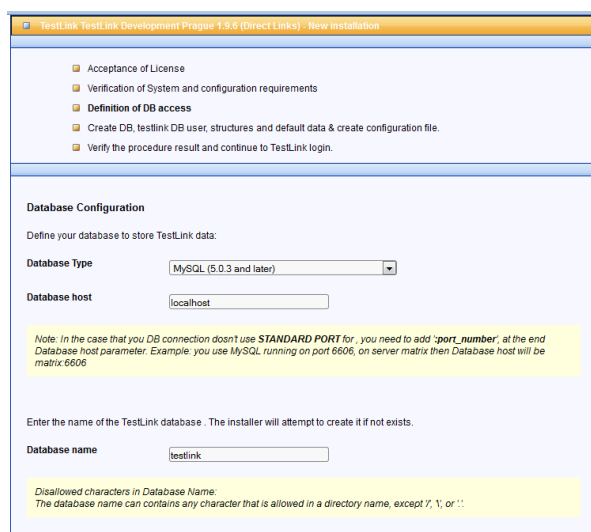 TestLink TestLink Development Prague 1.9.6 (Direct Links) - New installation
Acceptance of License
Verification of System and configuration requirements
Definition of DB access
Create DB, testlink DB user, structures and default data & create configuration file.
Verify the procedure result and continue to TestLink login.
Database Configuration
Define your database to store TestLink data:
Database Type
MySQL (5.0.3 and later)
Database host
localhost
Note: In the case that you DB connection dosn't use STANDARD PORT for , you need to add ':port_number', at the end
Database host parameter. Example: you use MySQL running on port 6606, on server matrix then Database host will be
matrix:6606
Enter the name of the TestLink database . The installer will attempt to create it if not exists.
Database name
testlink
Disallowed characters in Database Name:
The database name can contains any character that is allowed in a directory name, except '/', '\', or '.'.